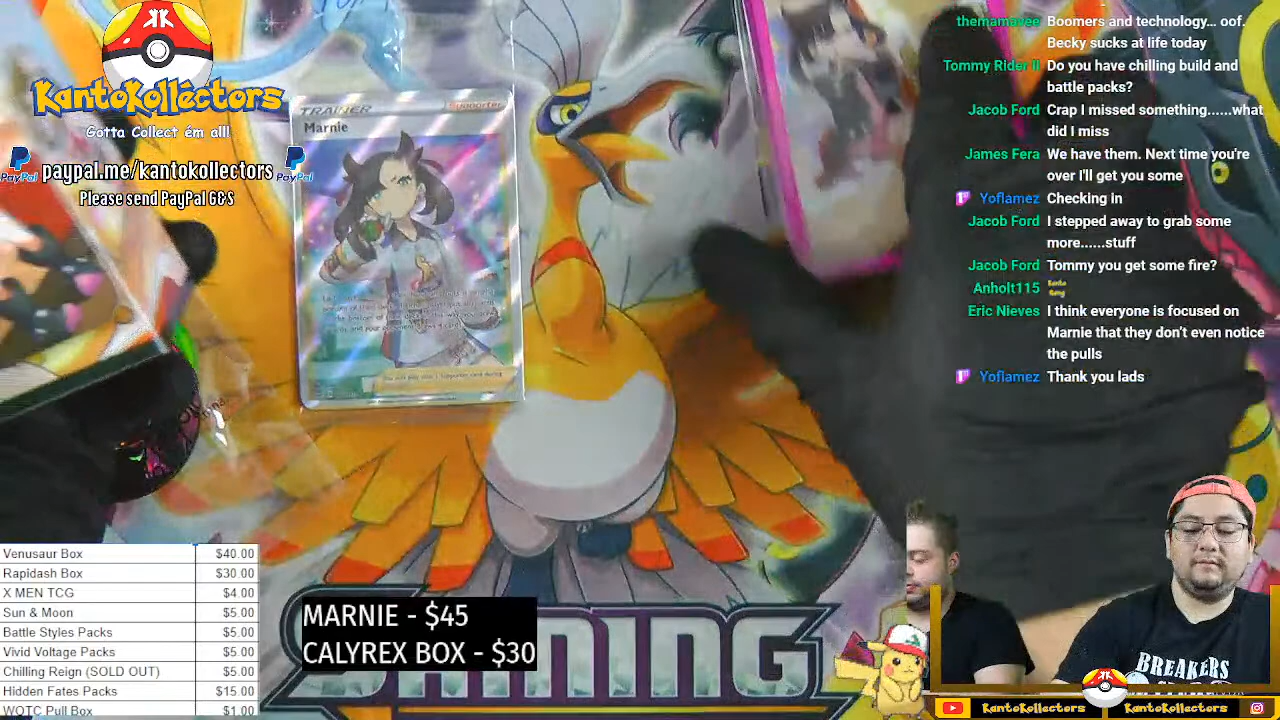 KK
KantoKollectors
Gotta Collect ém all!
PayPal paypal.me/kantokollectors PayPal
Please send PayPal G&S
TRAINER Supporter
Marnie
themamavee Boomers and technology… oof.
Becky sucks at life today
Tommy Rider II Do you have chilling build and
battle packs?
Jacob Ford Crap I missed something......what
did I miss
James Fera We have them. Next time you're
over I'll get you some
Yoflamez Checking in
Jacob Ford I stepped away to grab some
more......stuff
Jacob Ford Tommy you get some fire?
Anholt115
Eric Nieves I think everyone is focused on
Marnie that they don't even notice
the pulls
Yoflamez Thank you lads
Venusaur Box $40.00
Rapidash Box $30.00
X MEN TCG $4.00
Sun & Moon $5.00
Battle Styles Packs $5.00
Vivid Voltage Packs $5.00
Chilling Reign (SOLD OUT) $5.00
Hidden Fates Packs $15.00
WOTC Pull Box $1.00
MARNIE - $45
CALYREX BOX - $30
SHINING
BREAKERS
KK
KantoKollectors KantoKollectors